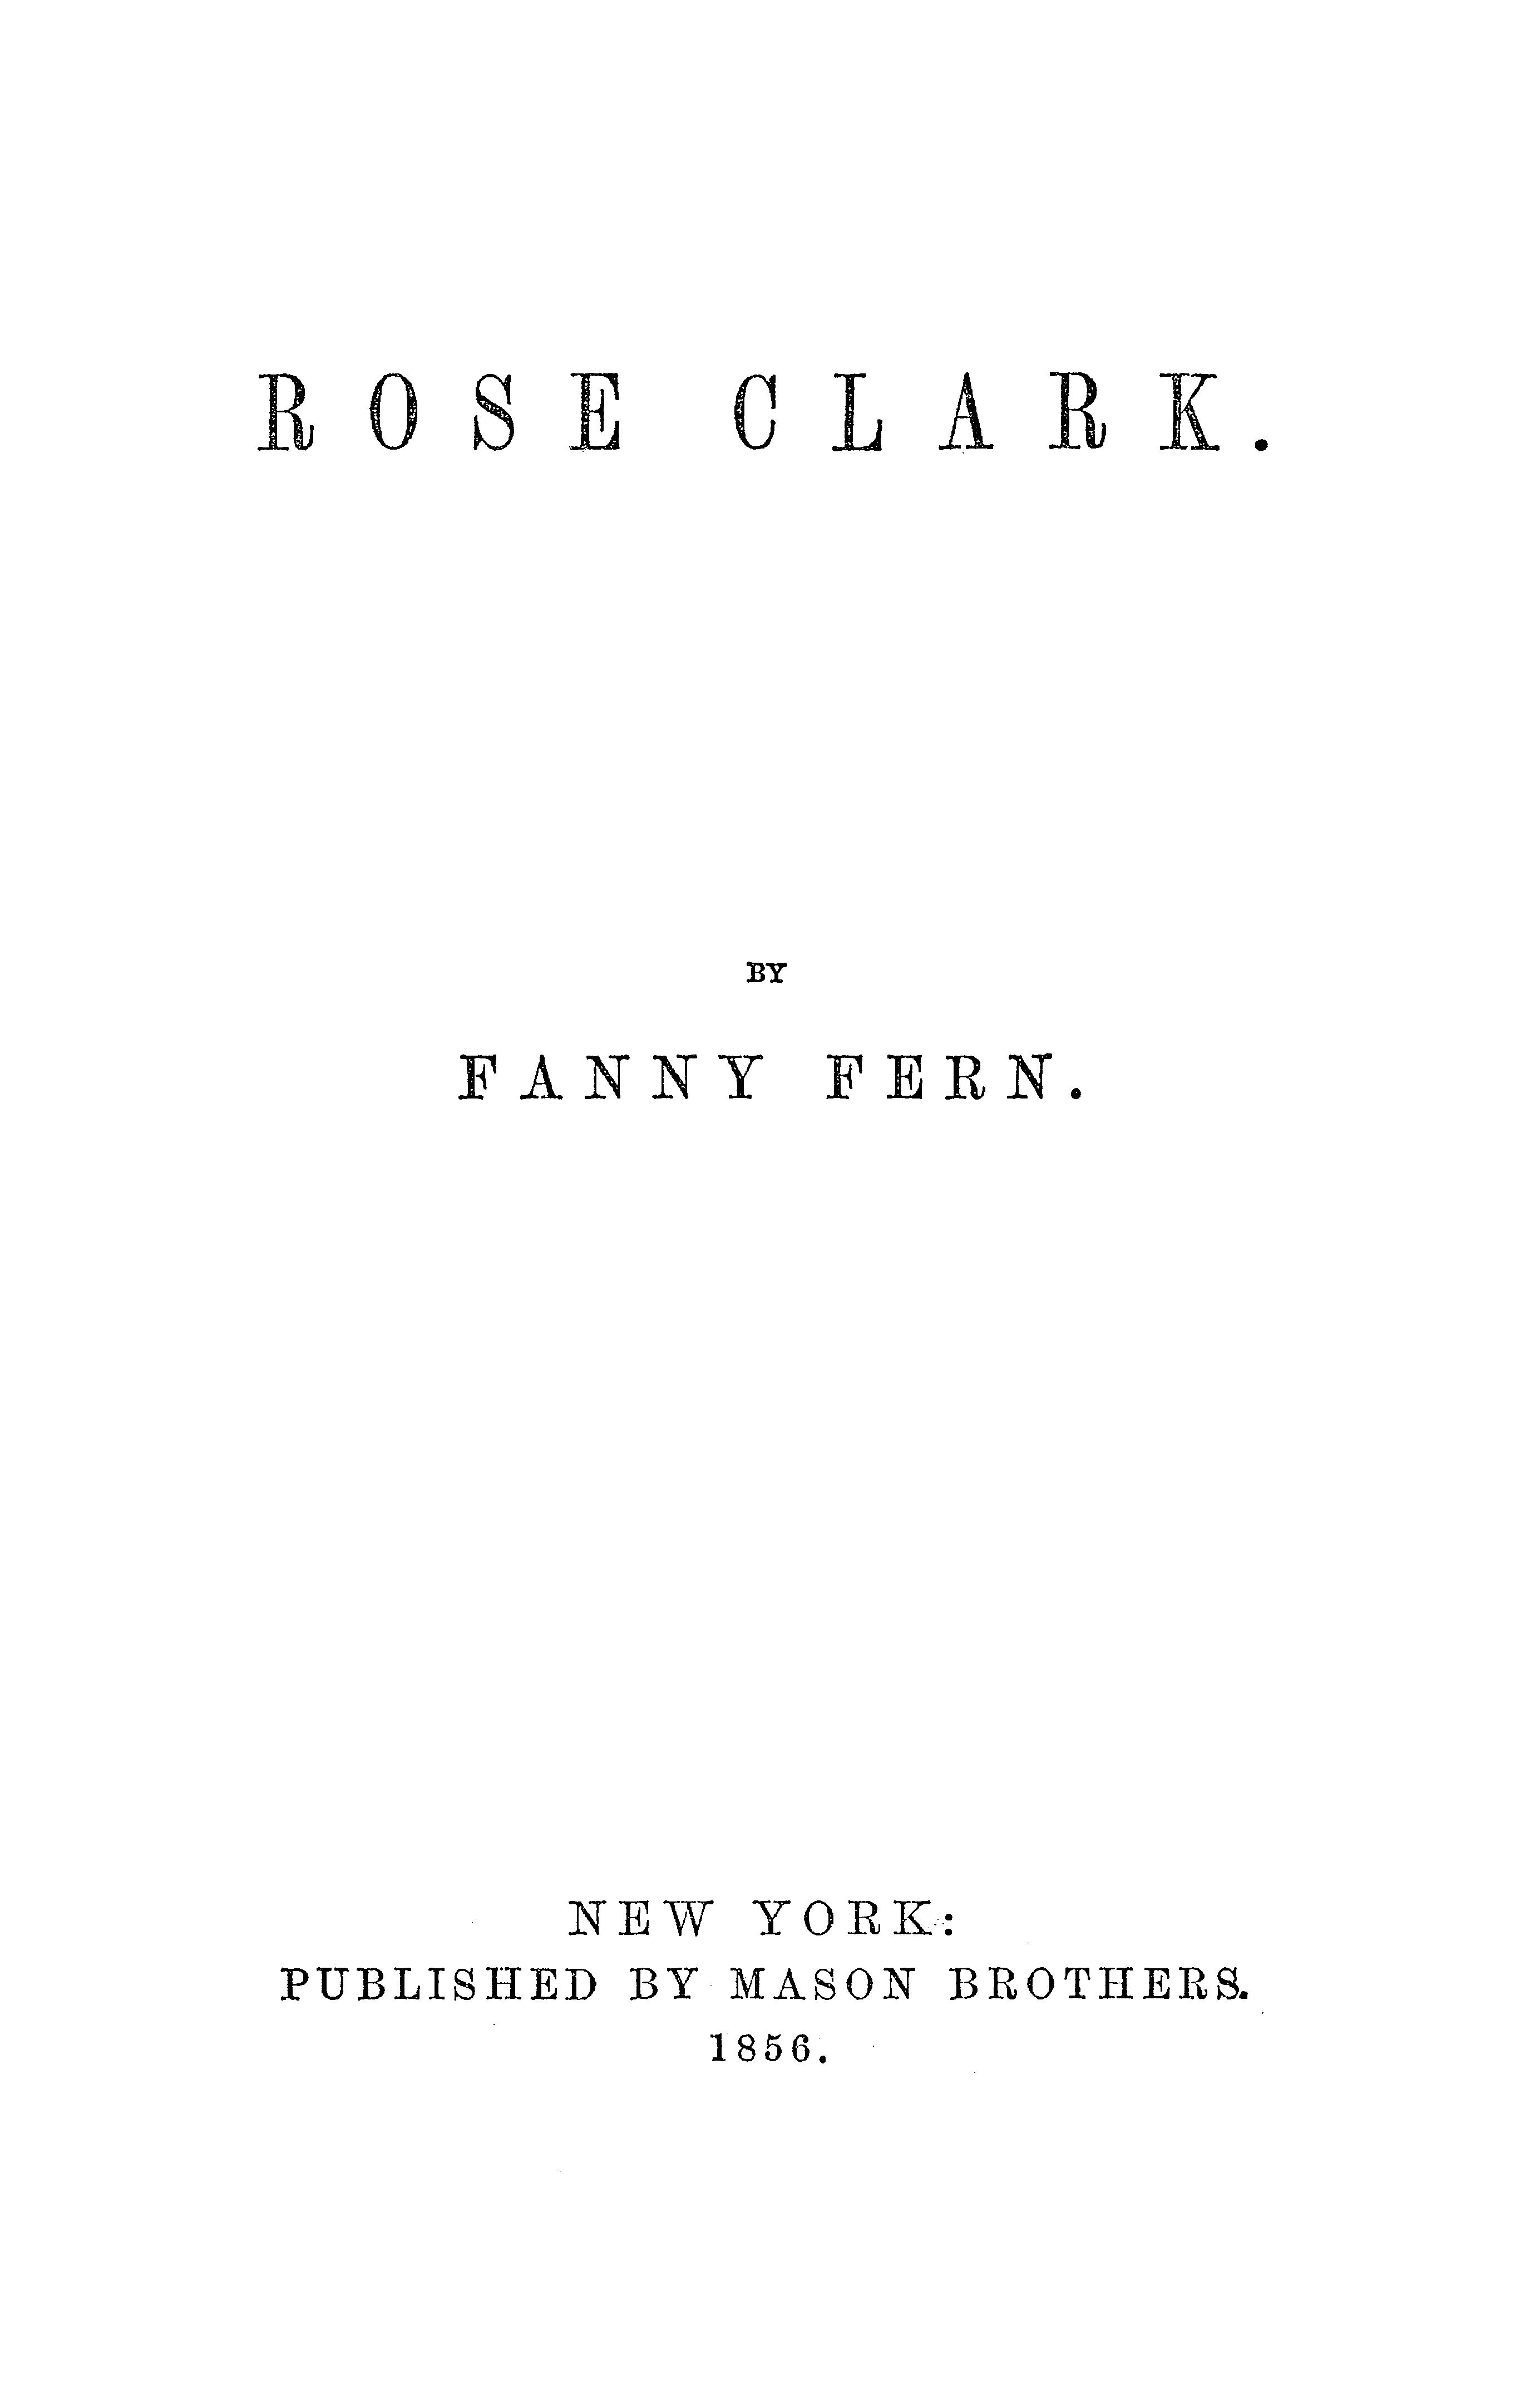 ROSE CLARK.
BY
FANNY FERN.
NEW YORK:
PUBLISHED BY MASON BROTHERS.
1856.